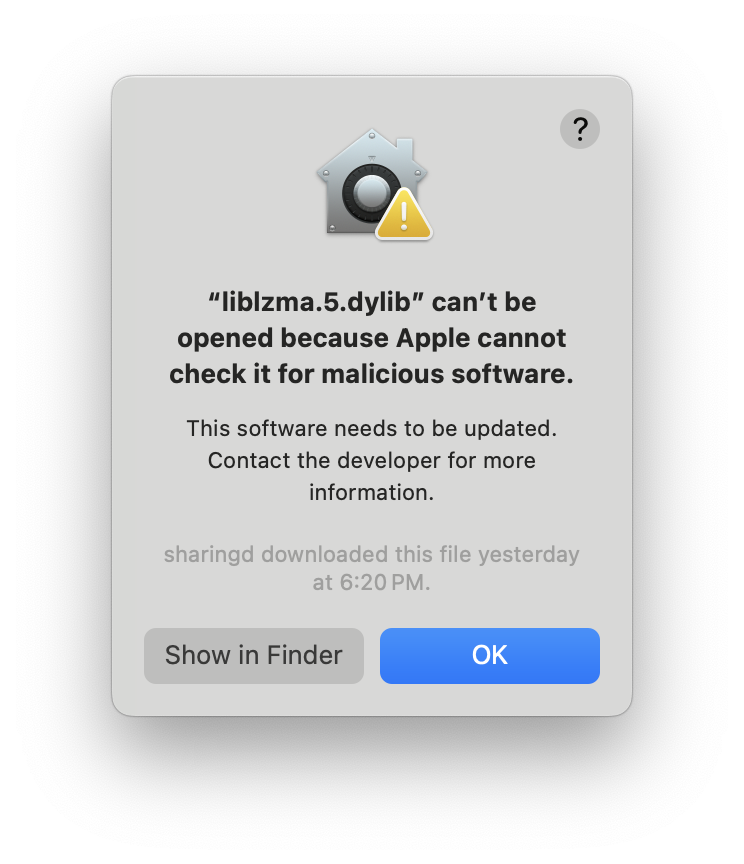 ?
“liblzma.5.dylib” can’t be
opened because Apple cannot
check it for malicious software.
This software needs to be updated.
Contact the developer for more
information.
sharingd downloaded this file yesterday
at 6:20 PM.
Show in Finder
OK